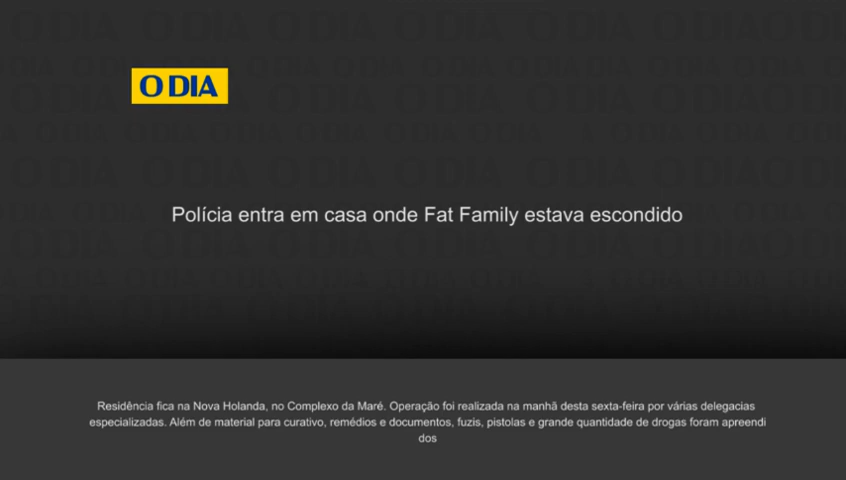 O DIA
Polícia entra em casa onde Fat Family estava escondido
Residência fica na Nova Holanda, no Complexo da Maré. Operação foi realizada na manhã desta sexta-feira por várias delegacias
especializadas. Além de material para curativo, remédios e documentos, fuzis, pistolas e grande quantidade de drogas foram apreendi
dos